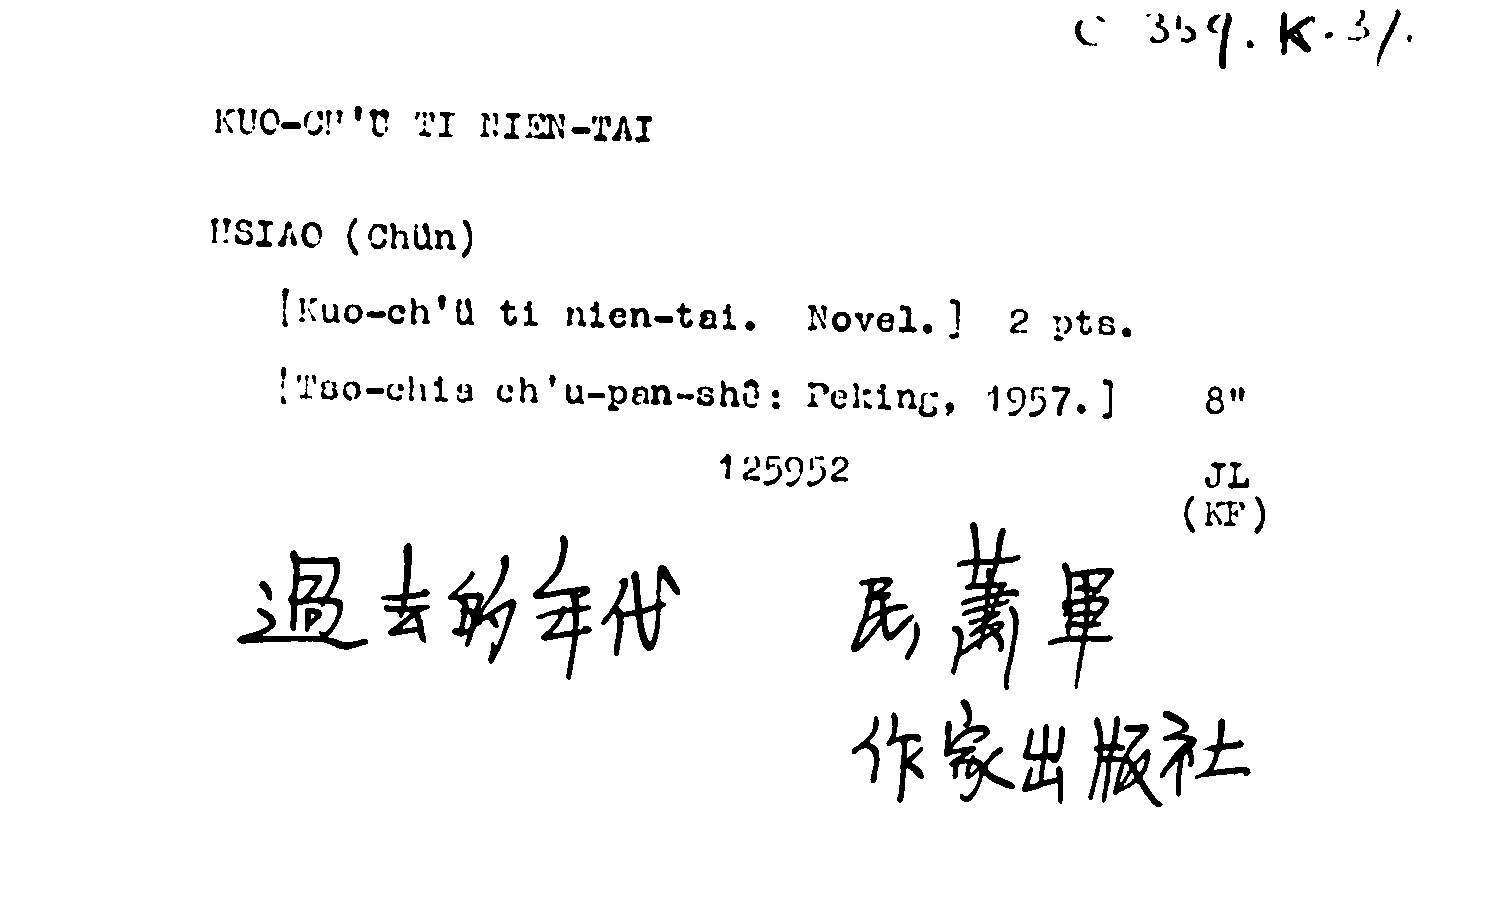 C 359. K. 31.
KUO-CH'Ü TI NIEN-TAI
HSIAO (Chün)
[Kuo-ch'ü ti nien-tai. Novel.] 2 pts.
[Tso-chia ch'u-pan-shê: Peking, 1957.] 8"
125952 JL
(KF)
過去的年代 民, 蕭軍
作家出版社